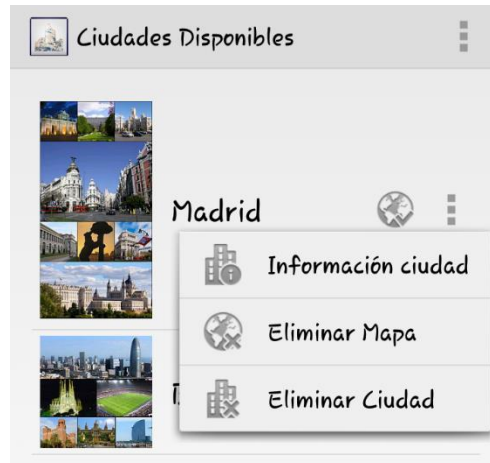 Ciudades Disponibles
Madrid
Información ciudad
Eliminar Mapa
Eliminar Ciudad